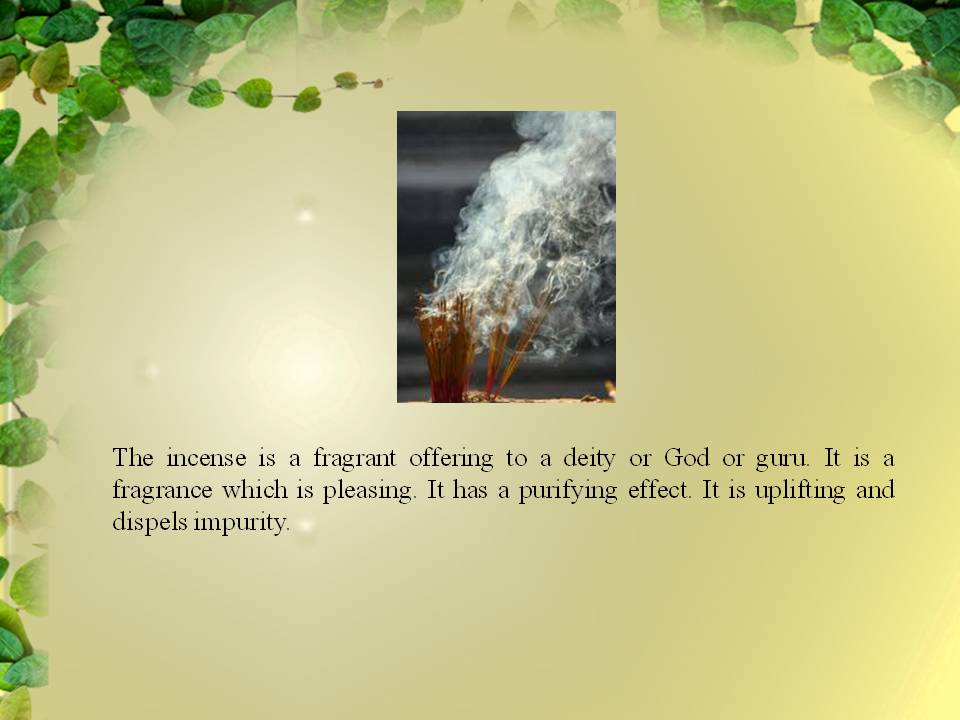 The incense is a fragrant offering to a deity or God or guru. It is a
fragrance which is pleasing. It has a purifying effect. It is uplifting and
dispels impurity.